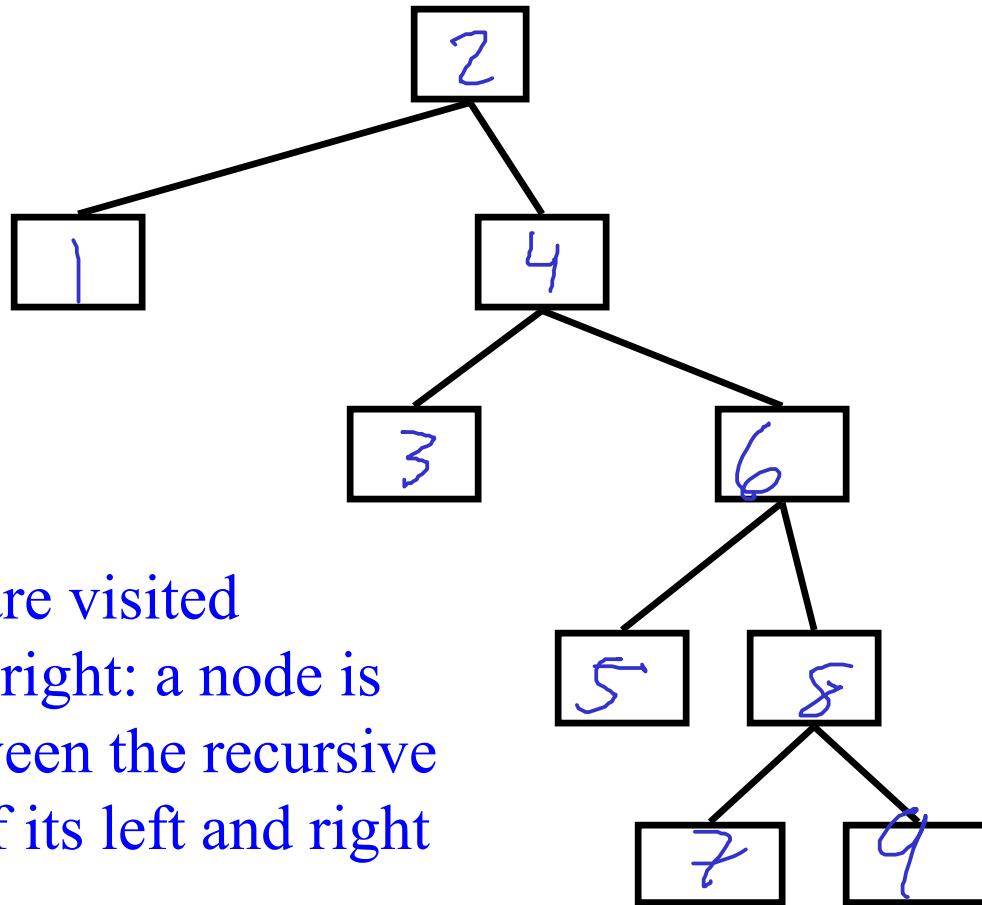 2
1 4
3 6
are visited
right: a node is
5 8
ween the recursive
f its left and right
7 9